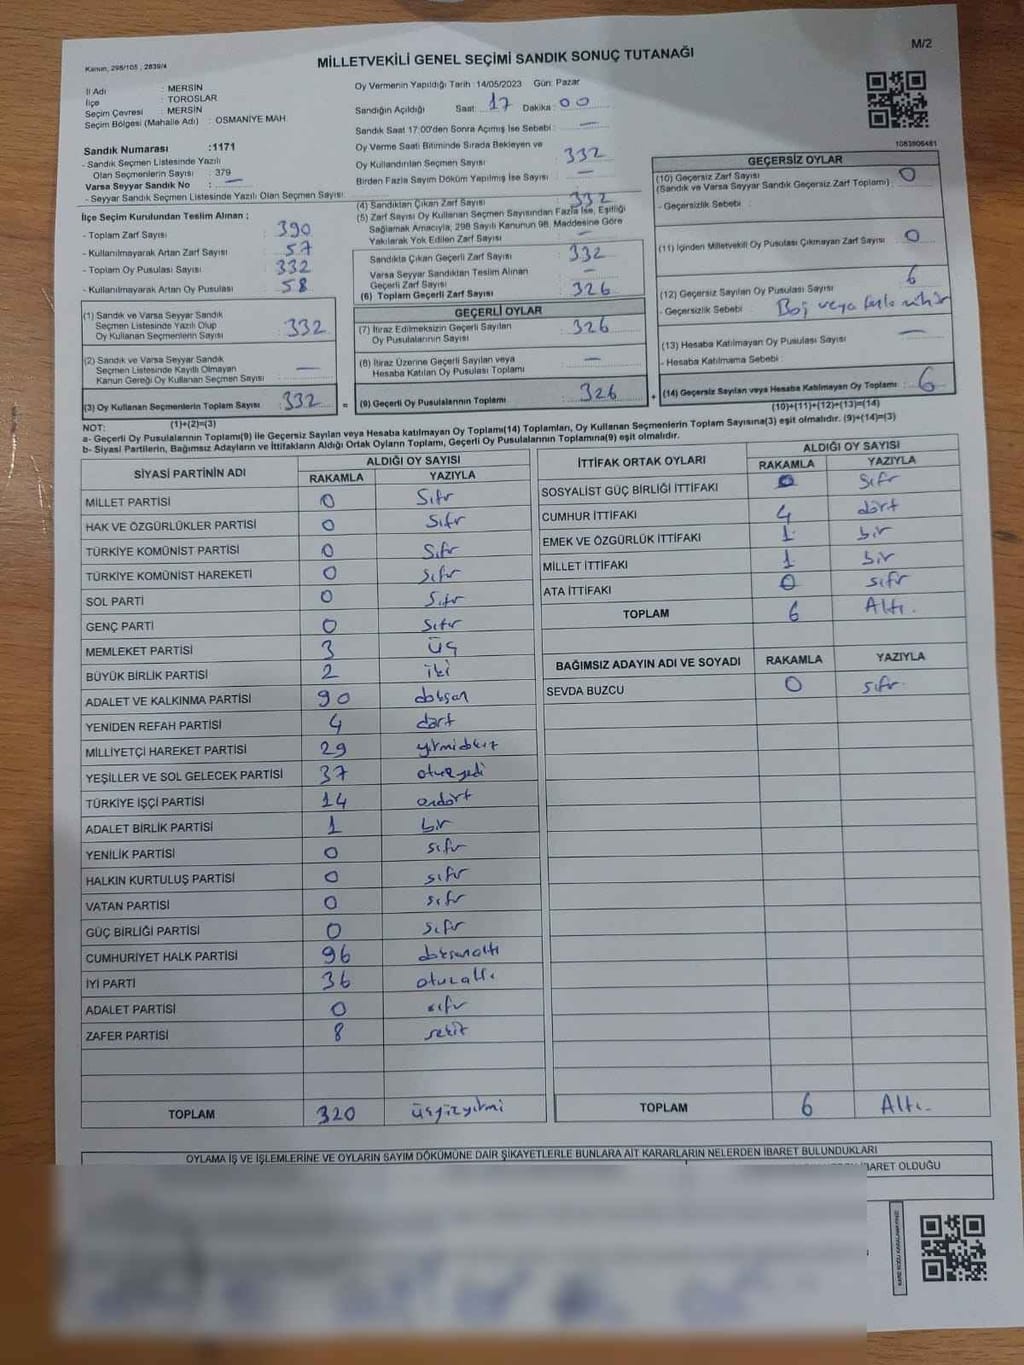 Kanun, 298/105 , 2839/4
MİLLETVEKİLİ GENEL SEÇİMİ SANDIK SONUÇ TUTANAĞI
M/2
İl Adı : MERSİN
İlçe : TOROSLAR
Seçim Çevresi : MERSİN
Seçim Bölgesi (Mahalle Adı) : OSMANİYE MAH
Sandık Numarası :1171
- Sandık Seçmen Listesinde Yazılı
Olan Seçmenlerin Sayısı : 379
Varsa Seyyar Sandık No : —
- Seyyar Sandık Seçmen Listesinde Yazılı Olan Seçmen Sayısı:
Oy Vermenin Yapıldığı Tarih : 14/05/2023 Gün: Pazar
Sandığın Açıldığı Saat: 17 Dakika: 00
Sandık Saat 17:00'den Sonra Açımış İse Sebebi : —
Oy Verme Saati Bitiminde Sırada Bekleyen ve
Oy Kullandırılan Seçmen Sayısı 332
Birden Fazla Sayım Döküm Yapılmış İse Sayısı : —
1083906481
İlçe Seçim Kurulundan Teslim Alınan ;
- Toplam Zarf Sayısı : 390
- Kullanılmayarak Artan Zarf Sayısı : 57
- Toplam Oy Pusulası Sayısı : 332
- Kullanılmayarak Artan Oy Pusulası : 58
(1) Sandık ve Varsa Seyyar Sandık
Seçmen Listesinde Yazılı Olup
Oy Kullanan Seçmenlerin Sayısı : 332
(2) Sandık ve Varsa Seyyar Sandık
Seçmen Listesinde Kayıtlı Olmayan
Kanun Gereği Oy Kullanan Seçmen Sayısı : —
(3) Oy Kullanan Seçmenlerin Toplam Sayısı : 332
(1)+(2)=(3)
(4) Sandıktan Çıkan Zarf Sayısı : 332
(5) Zarf Sayısı Oy Kullanan Seçmen Sayısından Fazla İse, Eşitliği
Sağlamak Amacıyla, 298 Sayılı Kanunun 98. Maddesine Göre
Yakılarak Yok Edilen Zarf Sayısı : —
Sandıkta Çıkan Geçerli Zarf Sayısı : 332
Varsa Seyyar Sandıktan Teslim Alınan
Geçerli Zarf Sayısı : —
(6) Toplam Geçerli Zarf Sayısı : 326
GEÇERLİ OYLAR
(7) İtiraz Edilmeksizin Geçerli Sayılan
Oy Pusulalarının Sayısı : 326
(8) İtiraz Üzerine Geçerli Sayılan veya
Hesaba Katılan Oy Pusulası Toplamı : —
= (9) Geçerli Oy Pusulalarının Toplamı : 326 +
GEÇERSİZ OYLAR
(10) Geçersiz Zarf Sayısı : 0
(Sandık ve Varsa Seyyar Sandık Geçersiz Zarf Toplamı)
- Geçersizlik Sebebi :
(11) İçinden Milletvekili Oy Pusulası Çıkmayan Zarf Sayısı : 0
(12) Geçersiz Sayılan Oy Pusulası Sayısı : 6
- Geçersizlik Sebebi : Boş veya fazla mühür
(13) Hesaba Katılmayan Oy Pusulası Sayısı : —
- Hesaba Katılmama Sebebi :
(14) Geçersiz Sayılan veya Hesaba Katılmayan Oy Toplamı : 6
(10)+(11)+(12)+(13)=(14)
NOT:
a- Geçerli Oy Pusulalarının Toplamı(9) ile Geçersiz Sayılan veya Hesaba katılmayan Oy Toplamı(14) Toplamları, Oy Kullanan Seçmenlerin Toplam Sayısına(3) eşit olmalıdır. (9)+(14)=(3)
b- Siyasi Partilerin, Bağımsız Adayların ve İttifakların Aldığı Ortak Oyların Toplamı, Geçerli Oy Pusulalarının Toplamına(9) eşit olmalıdır.
SİYASİ PARTİNİN ADI ALDIĞI OY SAYISI
RAKAMLA YAZIYLA
MİLLET PARTİSİ 0 Sıfır
HAK VE ÖZGÜRLÜKLER PARTİSİ 0 Sıfır
TÜRKİYE KOMÜNİST PARTİSİ 0 Sıfır
TÜRKİYE KOMÜNİST HAREKETİ 0 Sıfır
SOL PARTİ 0 Sıfır
GENÇ PARTİ 0 Sıfır
MEMLEKET PARTİSİ 3 üç
BÜYÜK BİRLİK PARTİSİ 2 iki
ADALET VE KALKINMA PARTİSİ 90 doksan
YENİDEN REFAH PARTİSİ 4 dört
MİLLİYETÇİ HAREKET PARTİSİ 29 yirmidokuz
YEŞİLLER VE SOL GELECEK PARTİSİ 37 otuzyedi
TÜRKİYE İŞÇİ PARTİSİ 14 ondört
ADALET BİRLİK PARTİSİ 1 bir
YENİLİK PARTİSİ 0 sıfır
HALKIN KURTULUŞ PARTİSİ 0 sıfır
VATAN PARTİSİ 0 sıfır
GÜÇ BİRLİĞİ PARTİSİ 0 sıfır
CUMHURİYET HALK PARTİSİ 96 doksanaltı
İYİ PARTİ 36 otuzaltı
ADALET PARTİSİ 0 sıfır
ZAFER PARTİSİ 8 sekiz
TOPLAM 320 üçyüzyirmi
İTTİFAK ORTAK OYLARI ALDIĞI OY SAYISI
RAKAMLA YAZIYLA
SOSYALİST GÜÇ BİRLİĞİ İTTİFAKI 0 Sıfır
CUMHUR İTTİFAKI 4 dört
EMEK VE ÖZGÜRLÜK İTTİFAKI 1 bir
MİLLET İTTİFAKI 1 bir
ATA İTTİFAKI 0 sıfır
TOPLAM 6 Altı.
BAĞIMSIZ ADAYIN ADI VE SOYADI RAKAMLA YAZIYLA
SEVDA BUZCU 0 sıfır
TOPLAM 6 Altı.
OYLAMA İŞ VE İŞLEMLERİNE VE OYLARIN SAYIM DÖKÜMÜNE DAİR ŞİKAYETLERLE BUNLARA AİT KARARLARIN NELERDEN İBARET BULUNDUKLARI
İBARET OLDUĞU